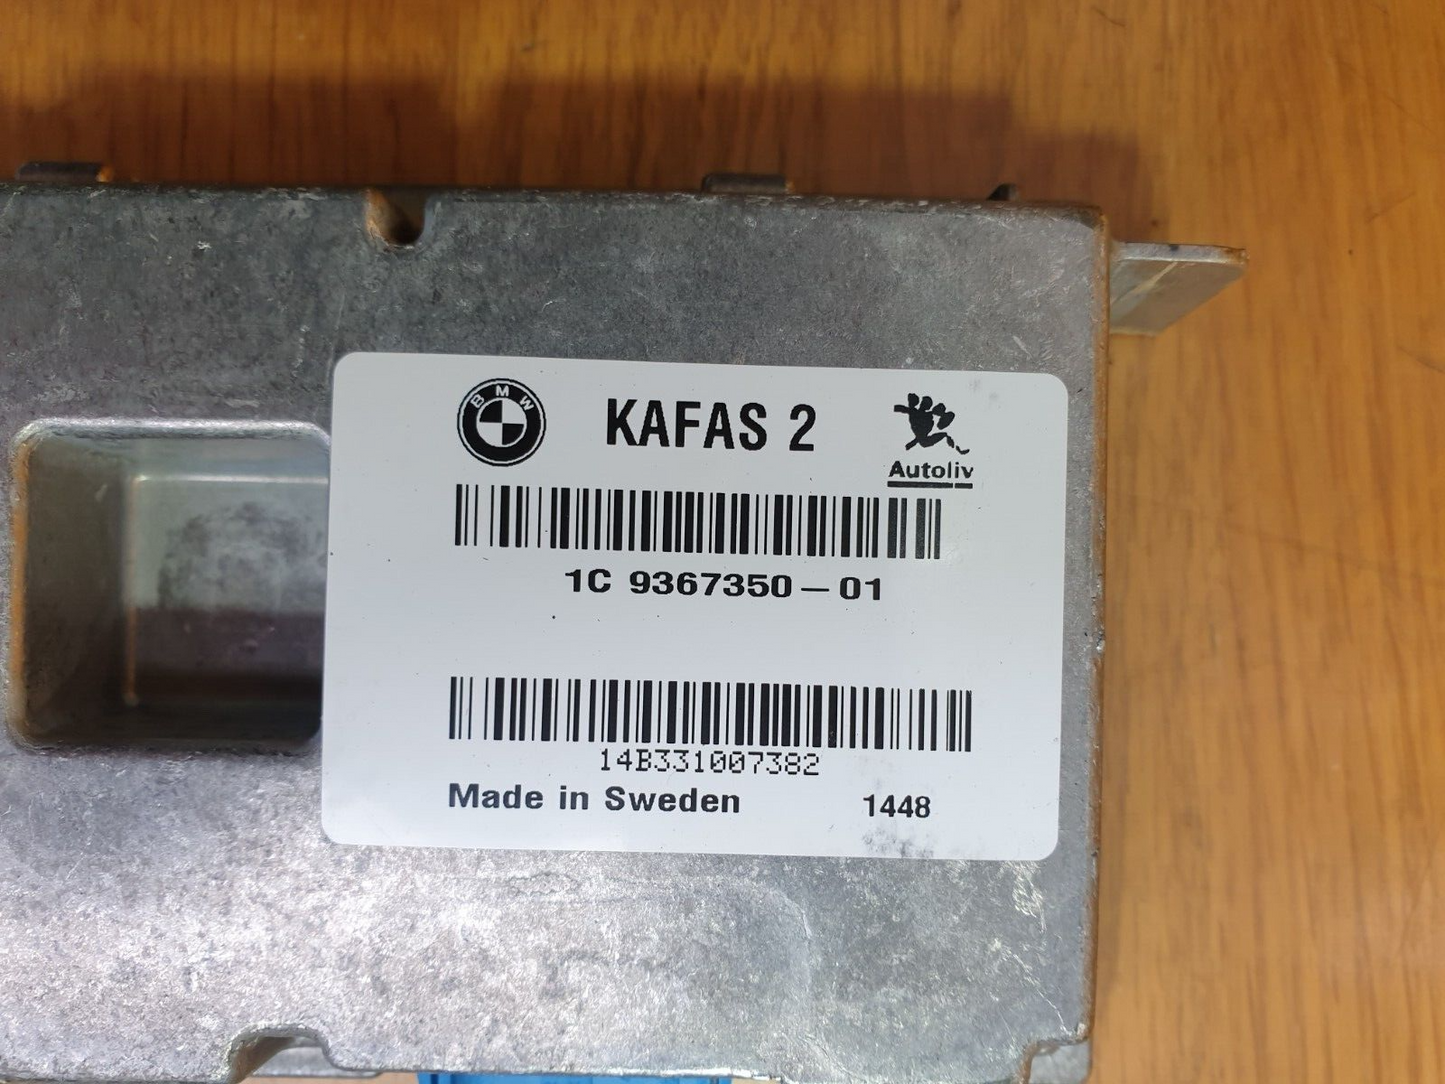 BMW
KAFAS 2
Autoliv
1C 9367350-01
14B331007382
Made in Sweden 1448